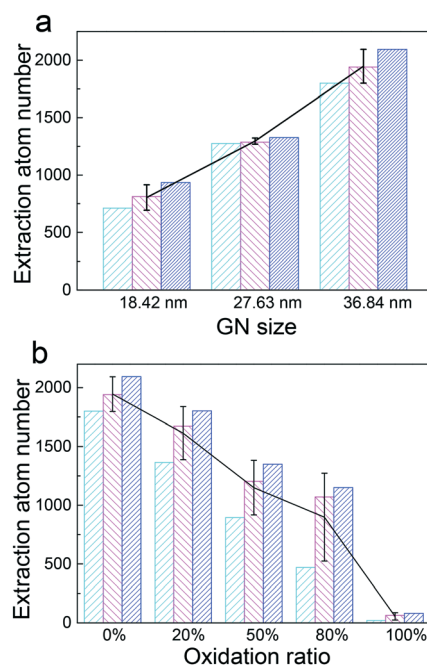 a
2000
1500
1000
500
0
Extraction atom number
18.42 nm 27.63 nm 36.84 nm
GN size
b
2000
1500
1000
500
0
Extraction atom number
0% 20% 50% 80% 100%
Oxidation ratio